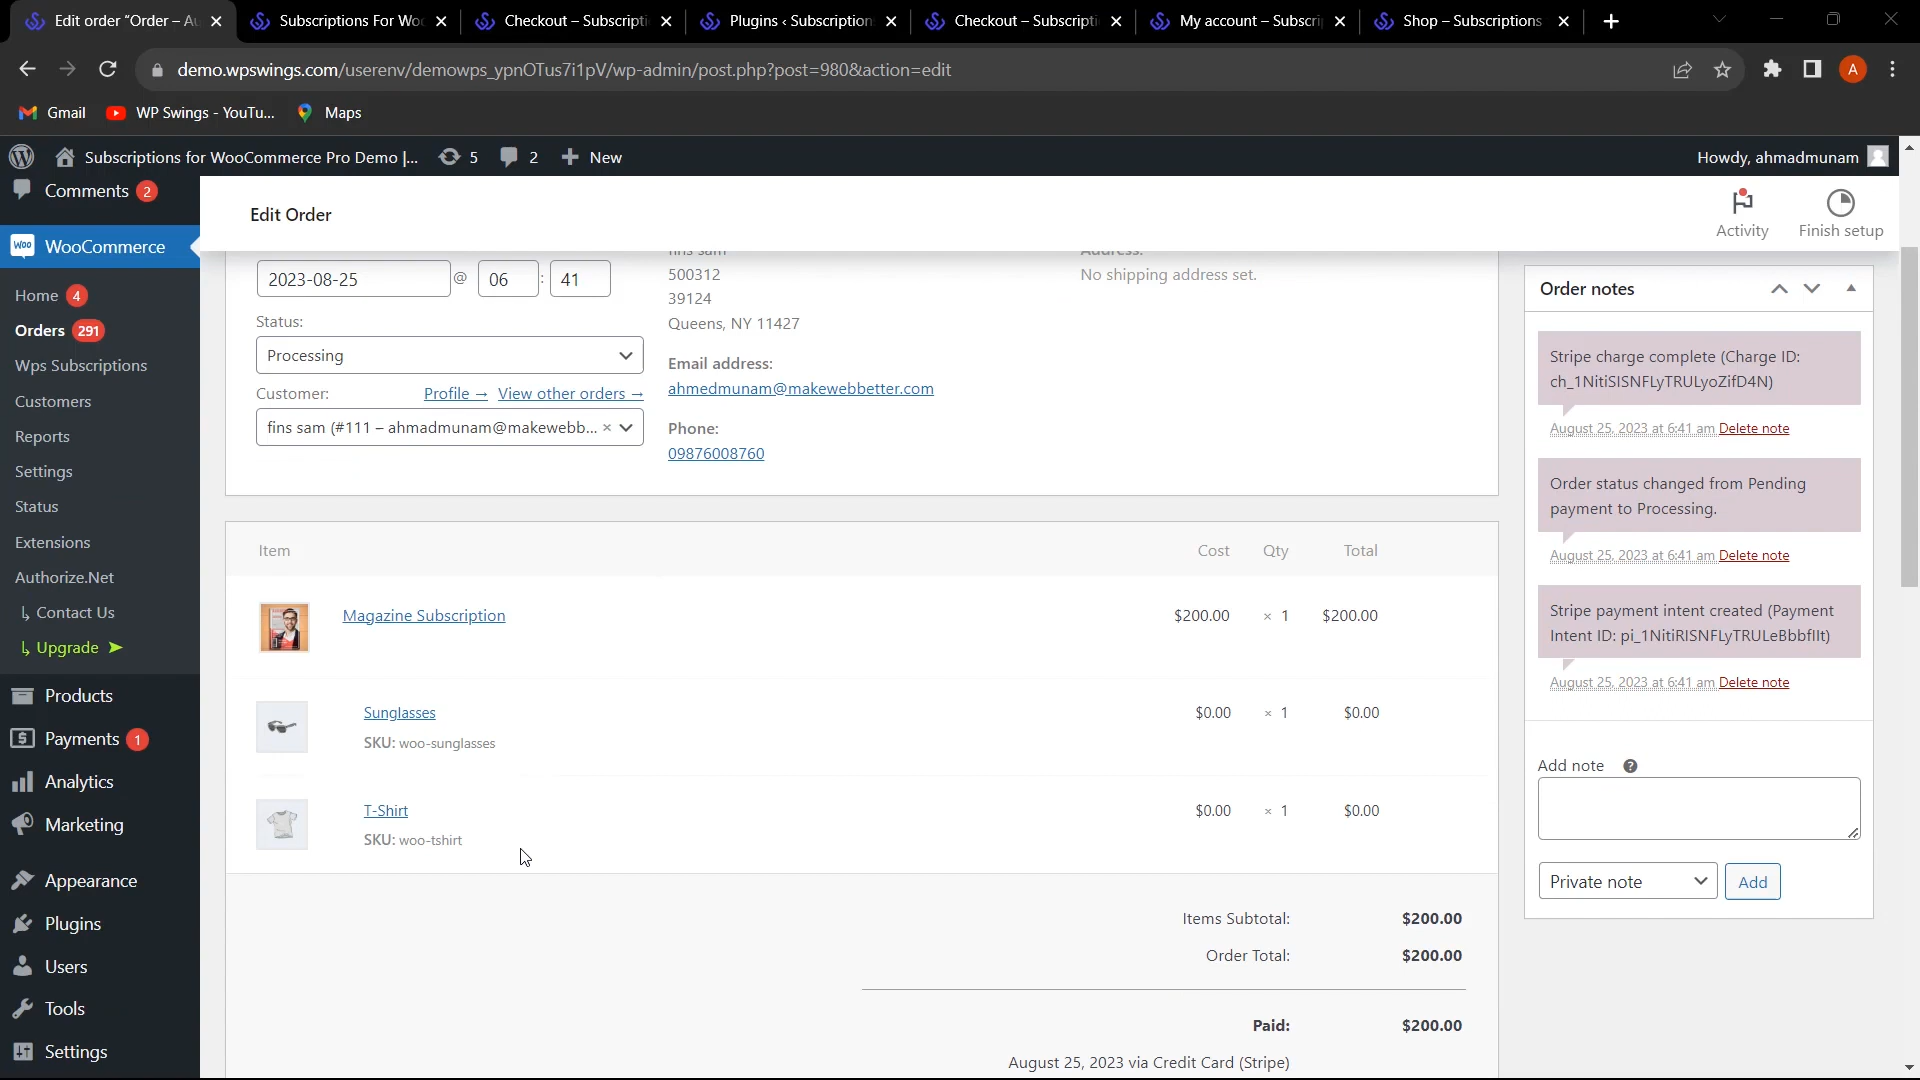 Edit order "Order – Au
Subscriptions For Wo
Checkout – Subscripti
Plugins ‹ Subscription
Checkout – Subscripti
My account – Subscri
Shop – Subscriptions
demo.wpswings.com/userenv/demowps_ypnOTus7i1pV/wp-admin/post.php?post=980&action=edit
A
Gmail
WP Swings - YouTu...
Maps
Subscriptions for WooCommerce Pro Demo |...
5
2
New
Howdy, ahmadmunam
Comments 2
WooCommerce
Home 4
Orders 291
Wps Subscriptions
Customers
Reports
Settings
Status
Extensions
Authorize.Net
↳ Contact Us
↳ Upgrade ➤
Products
Payments 1
Analytics
Marketing
Appearance
Plugins
Users
Tools
Settings
Edit Order
Activity
Finish setup
2023-08-25 @ 06 : 41
Status:
Processing
Customer:
Profile →
View other orders →
fins sam (#111 – ahmadmunam@makewebb... ×
fins sam
500312
39124
Queens, NY 11427
Email address:
ahmedmunam@makewebbetter.com
Phone:
09876008760
Address:
No shipping address set.
Item Cost Qty Total
Magazine Subscription $200.00 × 1 $200.00
Sunglasses $0.00 × 1 $0.00
SKU: woo-sunglasses
T-Shirt $0.00 × 1 $0.00
SKU: woo-tshirt
Items Subtotal: $200.00
Order Total: $200.00
Paid: $200.00
August 25, 2023 via Credit Card (Stripe)
Order notes
Stripe charge complete (Charge ID:
ch_1NitiSISNFLyTRULyoZifD4N)
August 25, 2023 at 6:41 am Delete note
Order status changed from Pending
payment to Processing.
August 25, 2023 at 6:41 am Delete note
Stripe payment intent created (Payment
Intent ID: pi_1NitiRISNFLyTRULeBbbfIIt)
August 25, 2023 at 6:41 am Delete note
Add note ?
Private note
Add